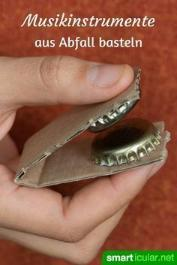 Musikinstrumente
aus Abfall basteln
smarticular.net